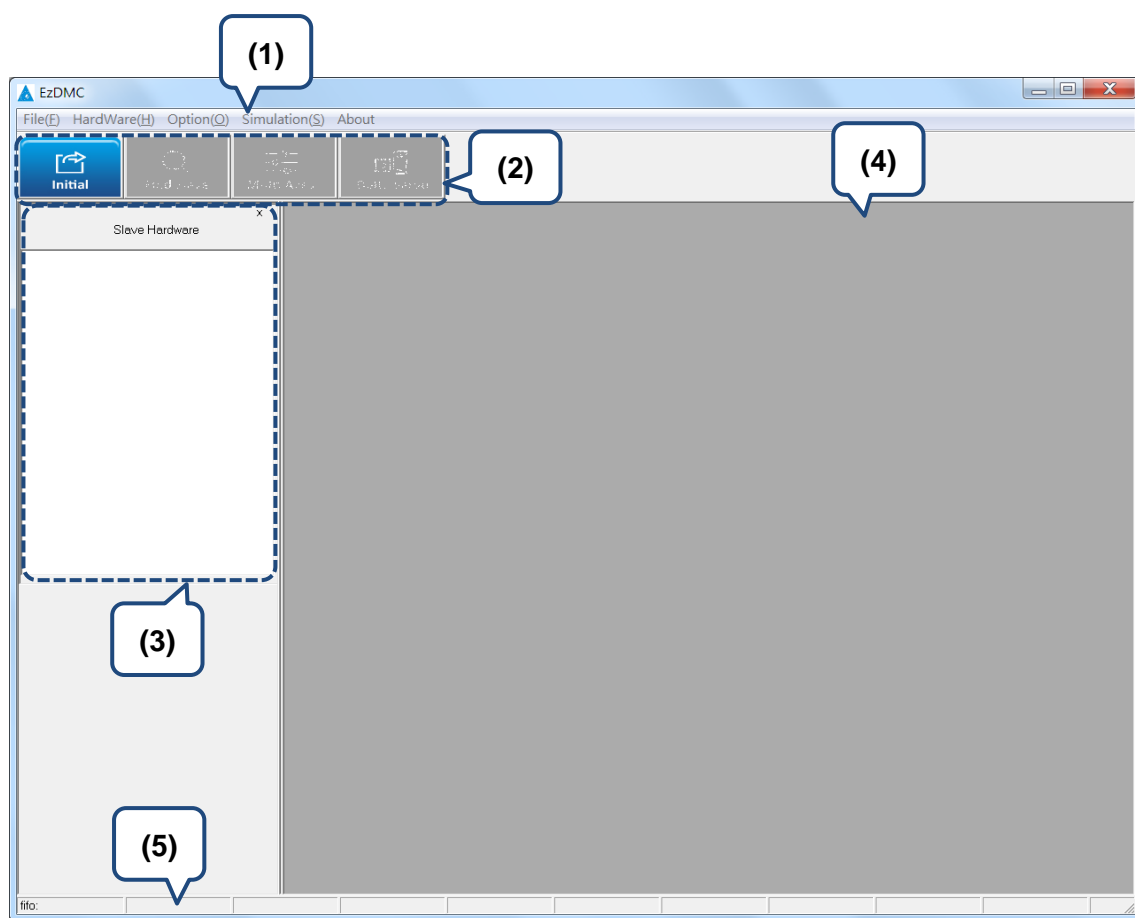 (1)
EzDMC
File(F) HardWare(H) Option(O) Simulation(S) About
(2)
(4)
Initial
x
Slave Hardware
(3)
(5)
fifo: